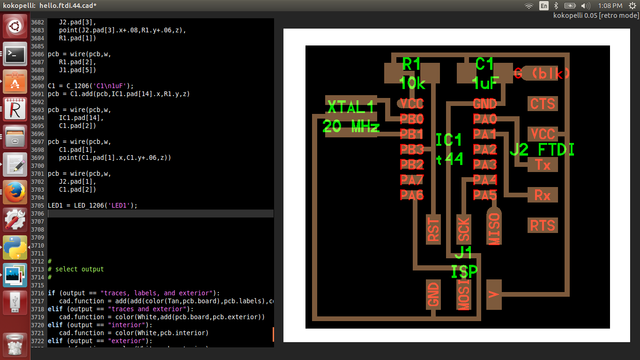 kokopelli: hello.ftdi.44.cad*
En
1:08 PM
kokopelli 0.05 [retro mode]
3682 J2.pad[3],
3683 point(J2.pad[3].x+.08,R1.y+.06,z),
3684 R1.pad[1])
3685
3686 pcb = wire(pcb,w,
3687 R1.pad[2],
3688 J1.pad[5])
3689
3690 C1 = C_1206('C1\n1uF');
3691 pcb = C1.add(pcb,IC1.pad[14].x,R1.y,z)
3692
3693 pcb = wire(pcb,w,
3694 IC1.pad[14],
3695 C1.pad[2])
3696
3697 pcb = wire(pcb,w,
3698 C1.pad[1],
3699 point(C1.pad[1].x,C1.y+.06,z))
3700
3701 pcb = wire(pcb,w,
3702 J2.pad[1],
3703 C1.pad[2])
3704
3705 LED1 = LED_1206('LED1');
3706
3707
3708
3709
3710
3711
3712 #
3713 # select output
3714 #
3715
3716 if (output == "traces, labels, and exterior"):
3717 cad.function = add(add(color(Tan,pcb.board),pcb.labels),c
3718 elif (output == "traces and exterior"):
3719 cad.function = color(White,add(pcb.board,pcb.exterior))
3720 elif (output == "interior"):
3721 cad.function = color(White,pcb.interior)
3722 elif (output == "exterior"):
R1
10k
C1
1uF
(blk)
XTAL1
20 MHz
VCC
PB0
PB1
PB3
PB2
PA7
PA6
IC1
t44
GND
PA0
PA1
PA2
PA3
PA4
PA5
CTS
VCC
J2 FTDI
Tx
Rx
RTS
RST
SCK
MISO
J1
ISP
GND
MOSI
V